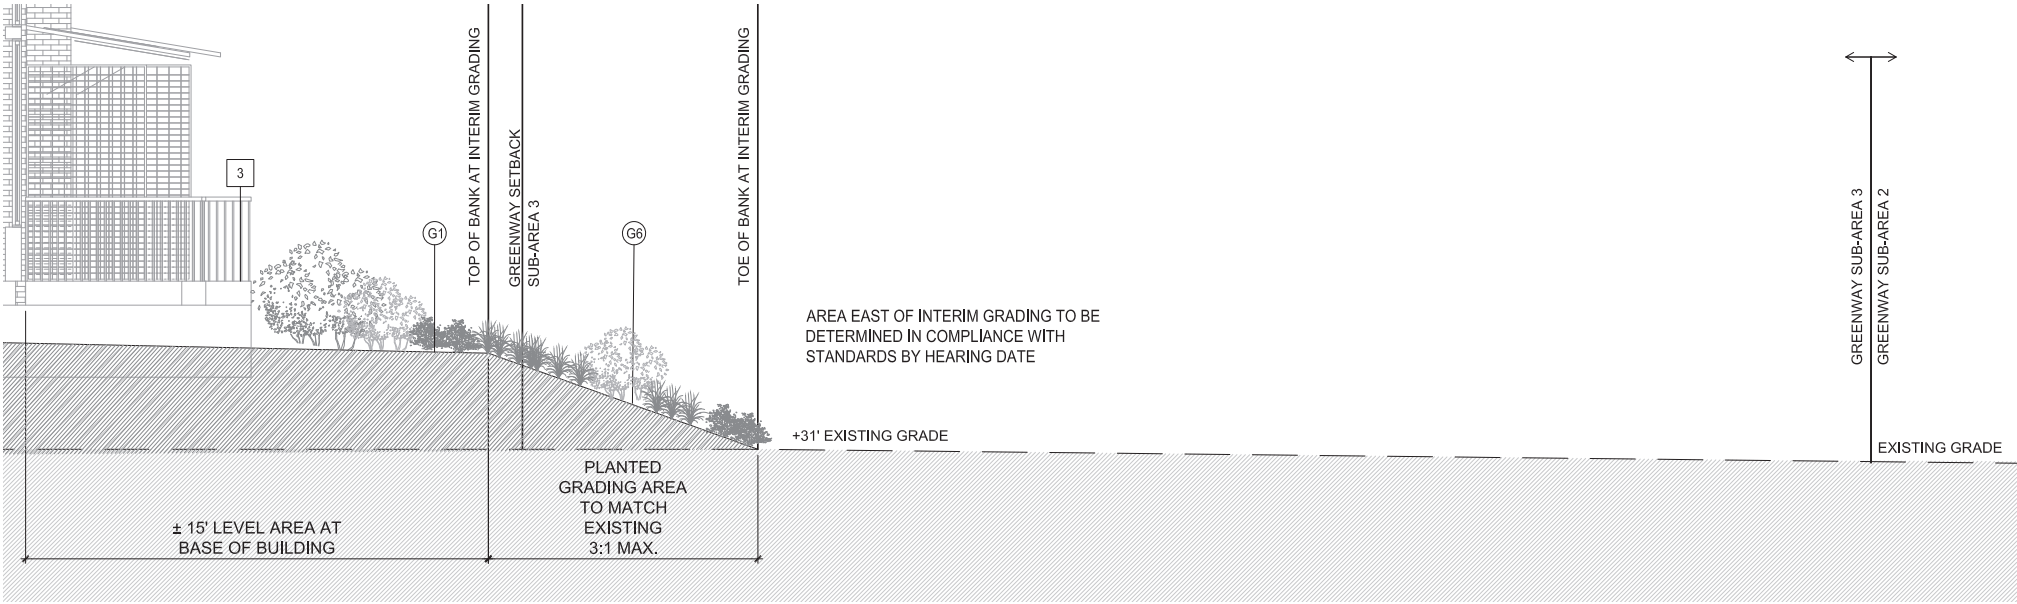 3
G1
TOP OF BANK AT INTERIM GRADING
GREENWAY SETBACK
SUB-AREA 3
G6
TOE OF BANK AT INTERIM GRADING
AREA EAST OF INTERIM GRADING TO BE
DETERMINED IN COMPLIANCE WITH
STANDARDS BY HEARING DATE
GREENWAY SUB-AREA 3
GREENWAY SUB-AREA 2
+31' EXISTING GRADE
EXISTING GRADE
± 15' LEVEL AREA AT
BASE OF BUILDING
PLANTED
GRADING AREA
TO MATCH
EXISTING
3:1 MAX.